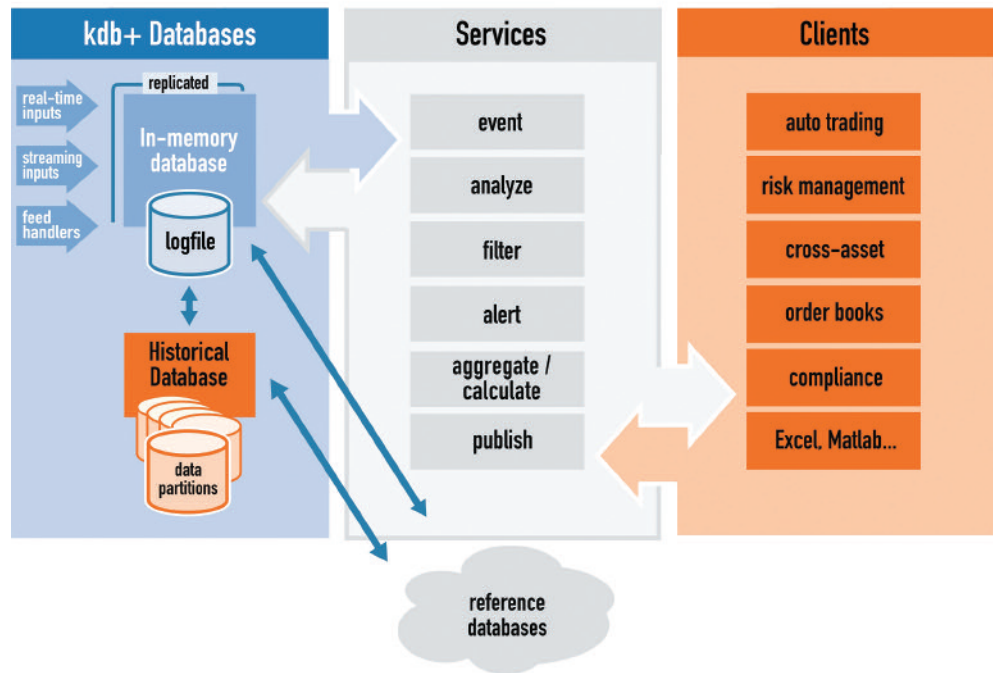 kdb+ Databases
replicated
real-time
inputs
streaming
inputs
feed
handlers
In-memory
database
logfile
Historical
Database
data
partitions
Services
event
analyze
filter
alert
aggregate /
calculate
publish
Clients
auto trading
risk management
cross-asset
order books
compliance
Excel, Matlab...
reference
databases